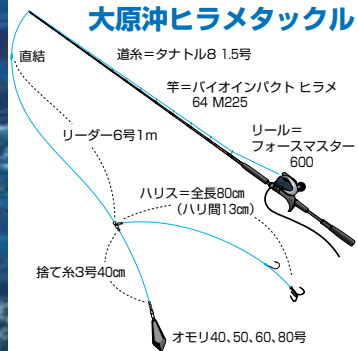 大原沖ヒラメタックル
道糸=タナトル8 1.5号
直結
竿=バイオインパクト ヒラメ
64 M225
リーダー6号1m
リール=
フォースマスター
600
ハリス=全長80㎝
(ハリ間13㎝)
捨て糸3号40㎝
オモリ40、50、60、80号